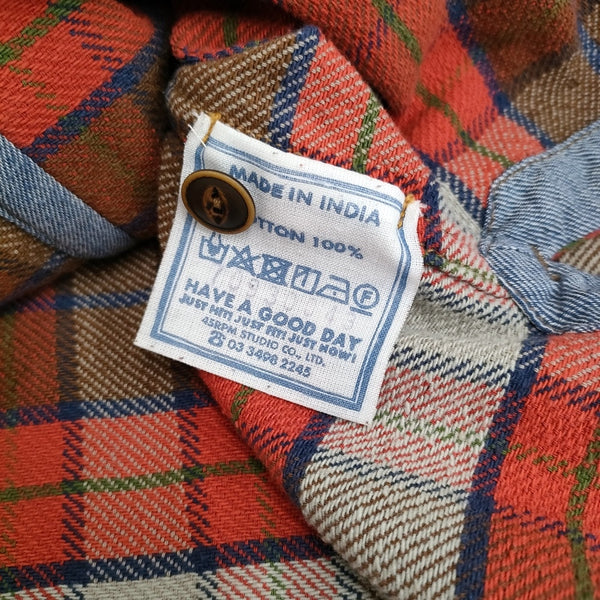 MADE IN INDIA
TTON 100%
HAVE A GOOD DAY
JUST HIT! JUST FIT! JUST NOW!
45RPM STUDIO CO., LTD.
☎ 03 3498 2245